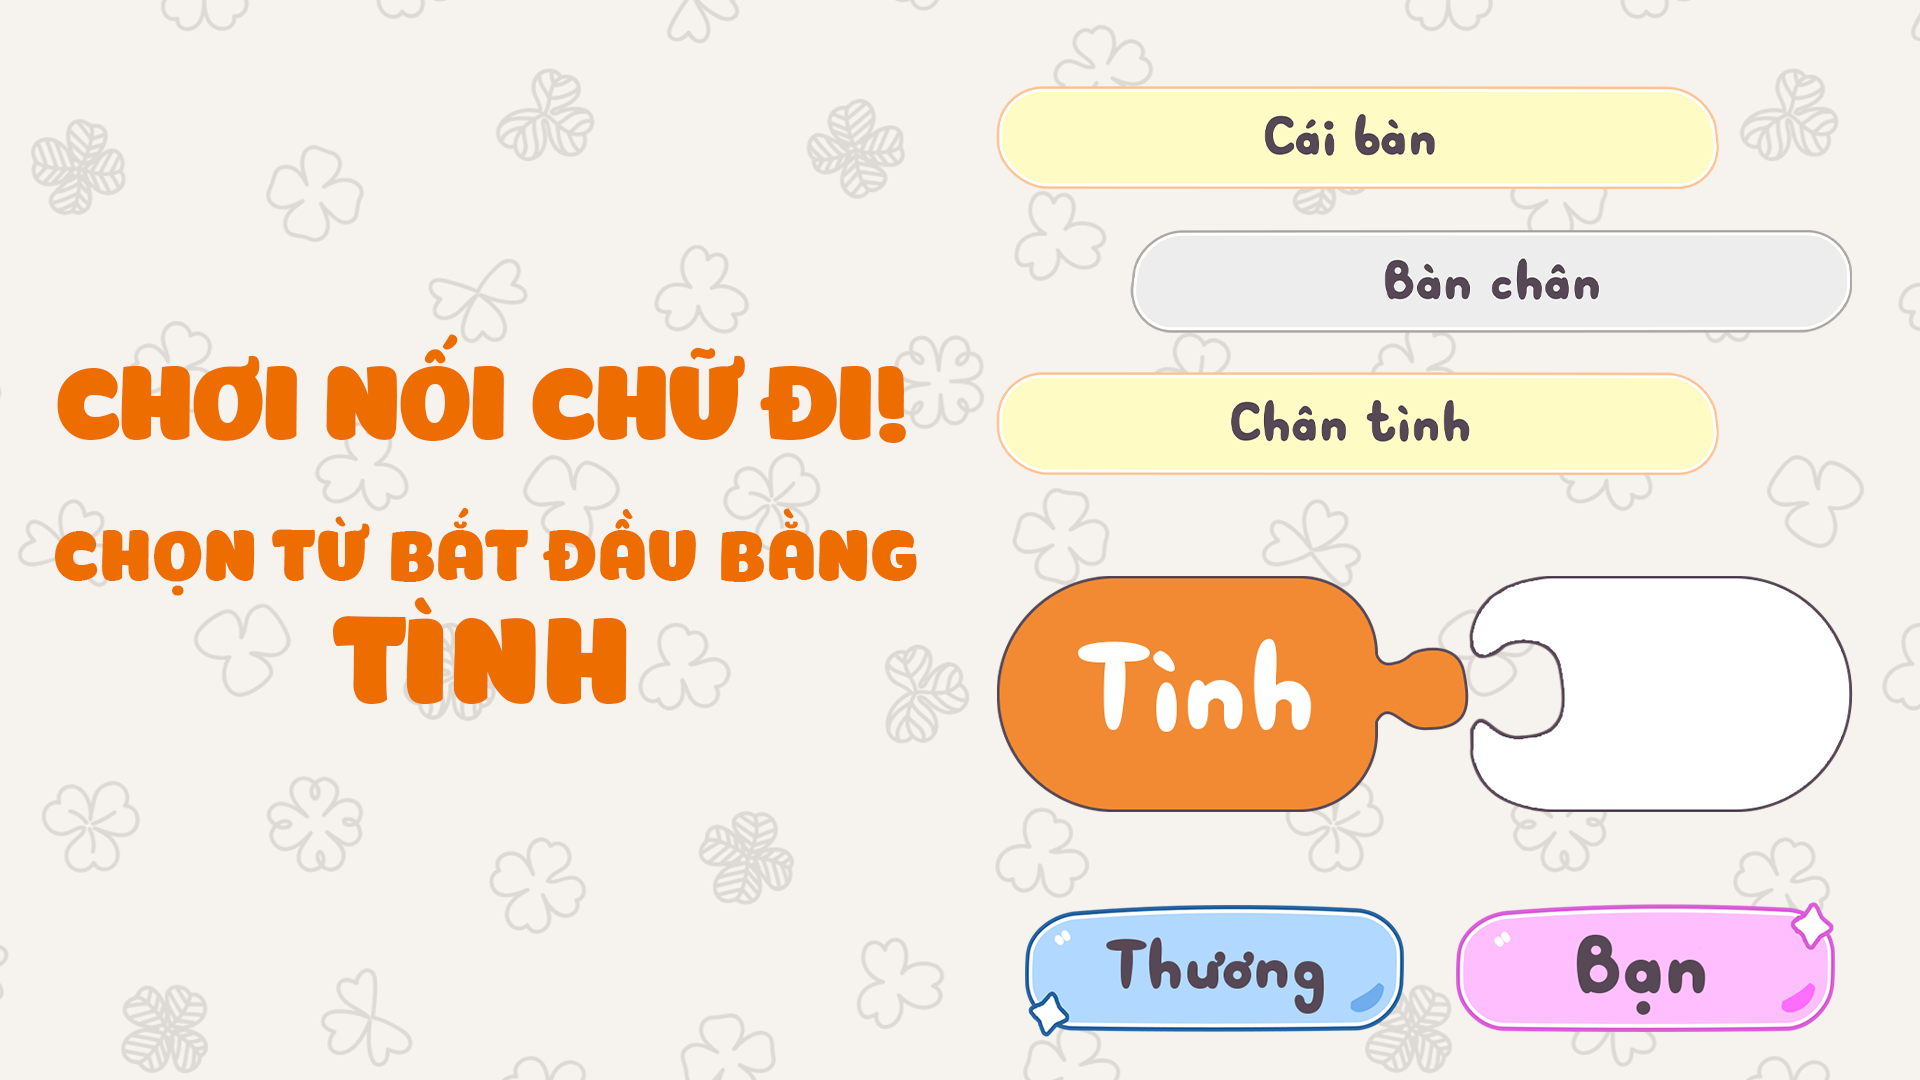 CHƠI NỐI CHỮ ĐI!
CHỌN TỪ BẮT ĐẦU BẰNG
TÌNH
Cái bàn
Bàn chân
Chân tình
Tình
Thương
Bạn